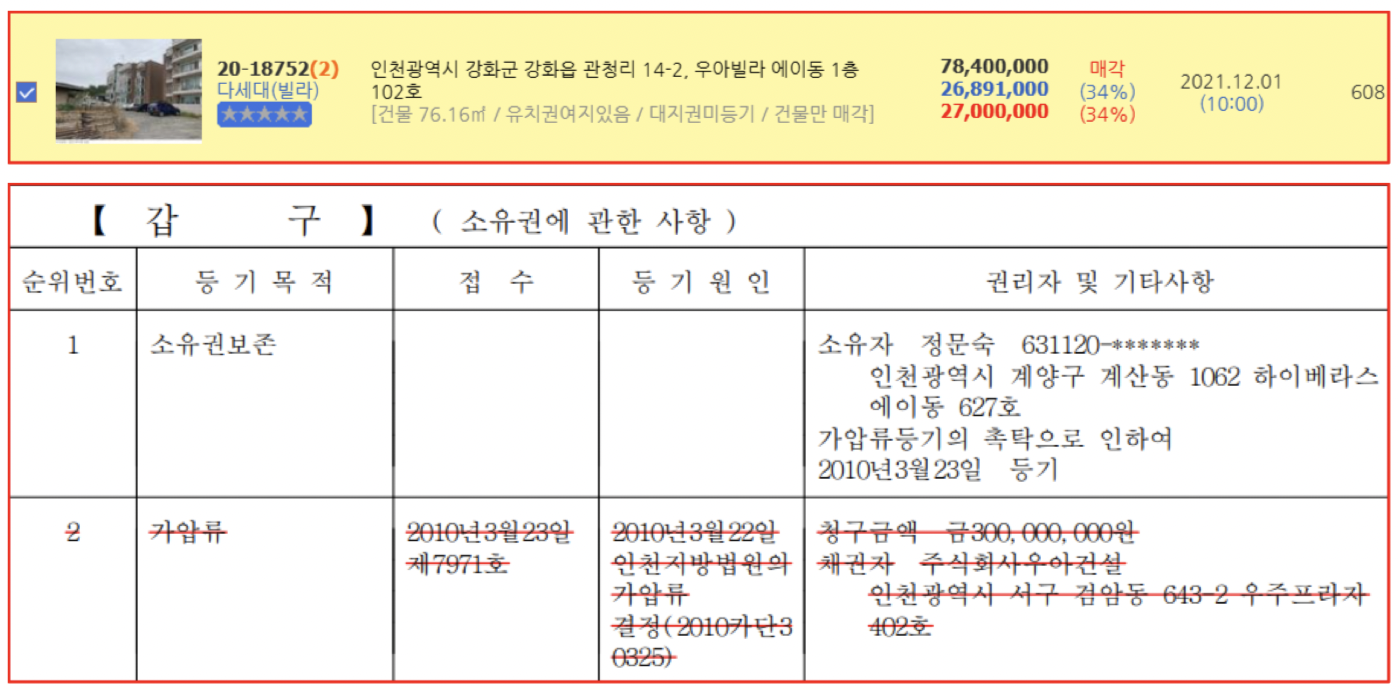 20-18752(2)
다세대(빌라)
★★★★★
인천광역시 강화군 강화읍 관청리 14-2, 우아빌라 에이동 1층
102호
[건물 76.16㎡ / 유치권여지있음 / 대지권미등기 / 건물만 매각]
78,400,000
26,891,000
27,000,000
매각
(34%)
(34%)
2021.12.01
(10:00)
608
【 갑 구 】 ( 소유권에 관한 사항 )
순위번호 등 기 목 적 접 수 등 기 원 인 권리자 및 기타사항
1 소유권보존
소유자 정문숙 631120-*******
인천광역시 계양구 계산동 1062 하이베라스
에이동 627호
가압류등기의 촉탁으로 인하여
2010년3월23일 등기
2 가압류
2010년3월23일
제7971호
2010년3월22일
인천지방법원의
가압류
결정(2010카단3
0325)
청구금액 금300,000,000원
채권자 주식회사우아건설
인천광역시 서구 검암동 643-2 우주프라자
402호